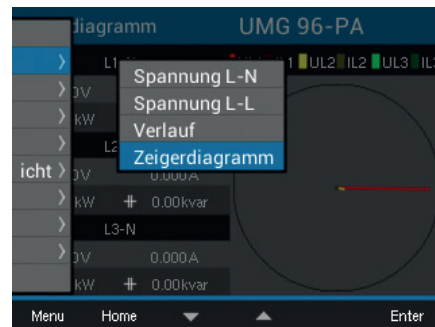 diagramm UMG 96-PA
L1 1 UL2 IL2 UL3 IL3
Spannung L-N
Spannung L-L
Verlauf
Zeigerdiagramm
0V
kW
L2
icht
0V 0.000A
kW 0.00kvar
L3-N
0V 0.000A
kW 0.00kvar
Menu Home Enter